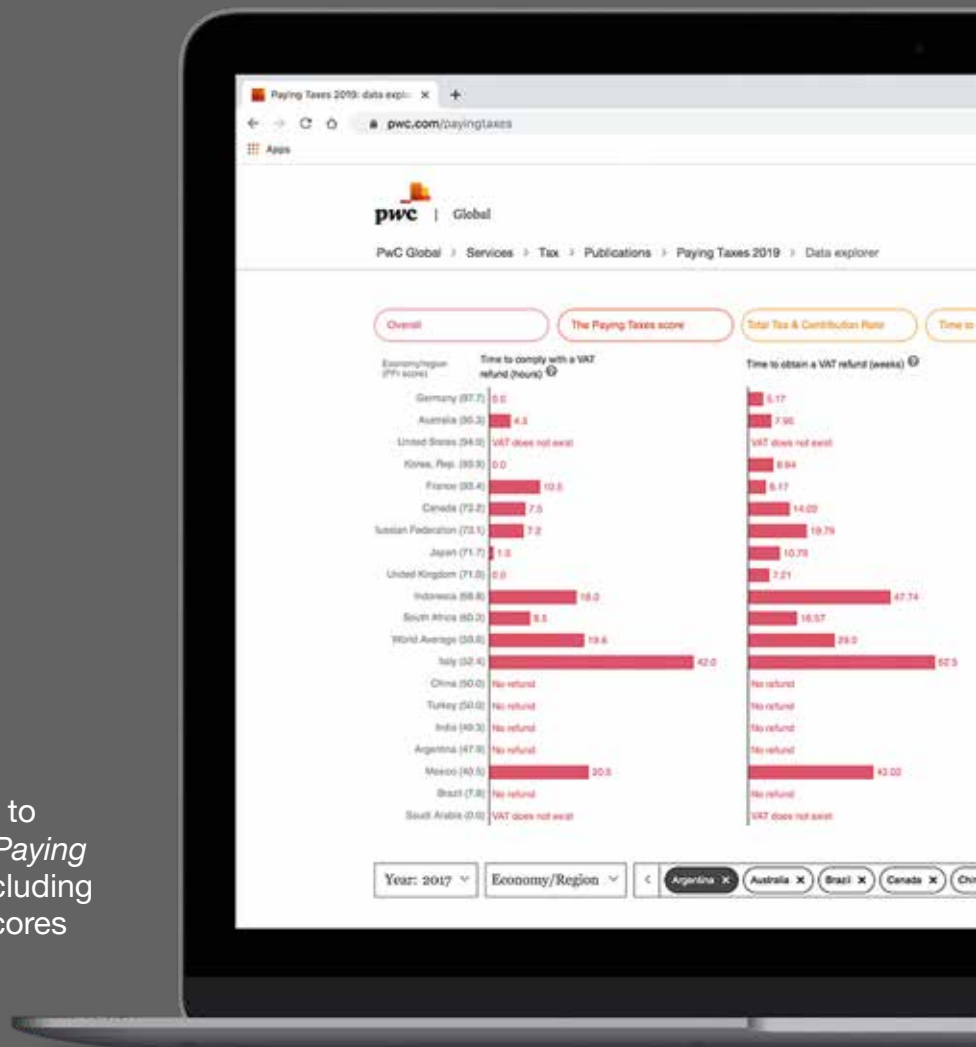 Paying Taxes 2019: data explo × +
pwc.com/payingtaxes
Apps
pwc | Global
PwC Global > Services > Tax > Publications > Paying Taxes 2019 > Data explorer
Overall
The Paying Taxes score
Total Tax & Contribution Rate
Time to
Economy/region
(PFI score)
Time to comply with a VAT
refund (hours)
Time to obtain a VAT refund (weeks)
Germany (97.7) 0.0 5.17
Australia (95.3) 4.5 7.95
United States (94.0) VAT does not exist VAT does not exist
Korea, Rep. (93.9) 0.0
France (92.4) 10.5 6.17
Canada (73.2) 7.5 14.02
Russian Federation (73.1) 7.2 19.79
Japan (71.7) 1.0 10.79
United Kingdom (71.0) 0.0 7.21
Indonesia (68.8) 18.0 47.74
South Africa (60.2) 8.5 16.57
World Average (59.6) 19.6 29.0
Italy (52.4) 42.0 62.5
China (50.0) No refund No refund
Turkey (50.0) No refund No refund
India (49.3) No refund No refund
Argentina (47.9) No refund No refund
Mexico (40.5) 20.5 42.02
Brazil (7.8) No refund No refund
Saudi Arabia (0.0) VAT does not exist VAT does not exist
Year: 2017
Economy/Region
Argentina × Australia × Brazil × Canada × Chin
to
Paying
cluding
cores